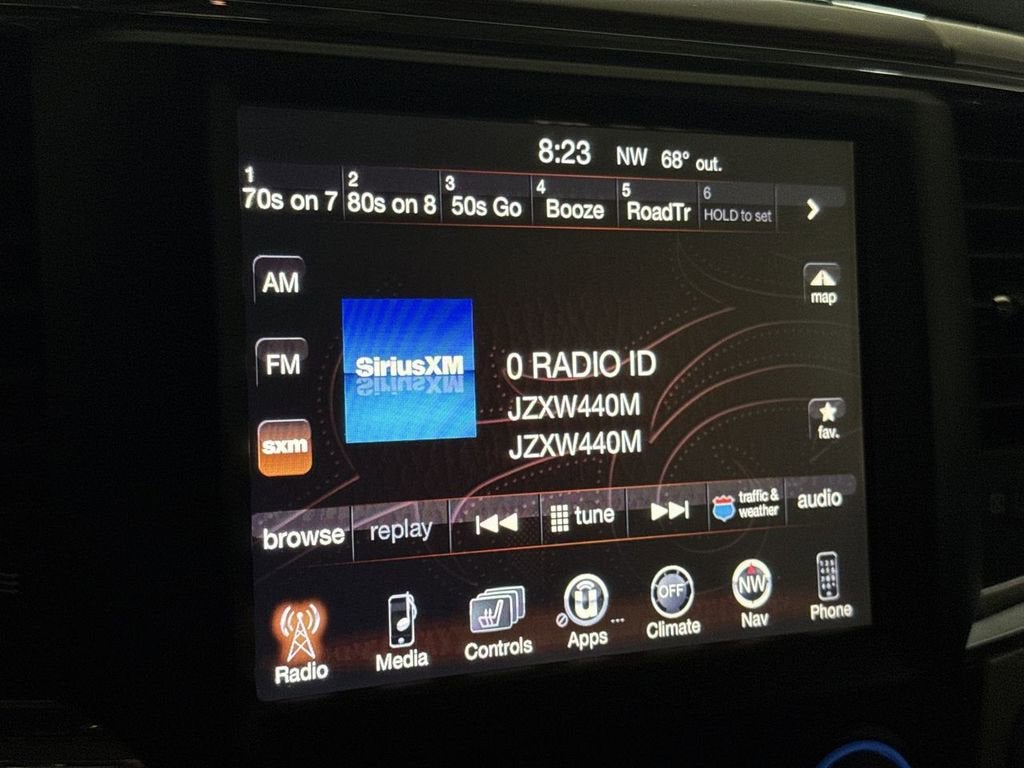 8:23 NW 68° out.
1 2 3 4 5 6
70s on 7 80s on 8 50s Go Booze RoadTr HOLD to set
AM
map
SiriusXM
0 RADIO ID
FM
JZXW440M
fav.
sxm
JZXW440M
browse replay tune traffic & weather audio
OFF NW
Radio Media Controls Apps ... Climate Nav Phone